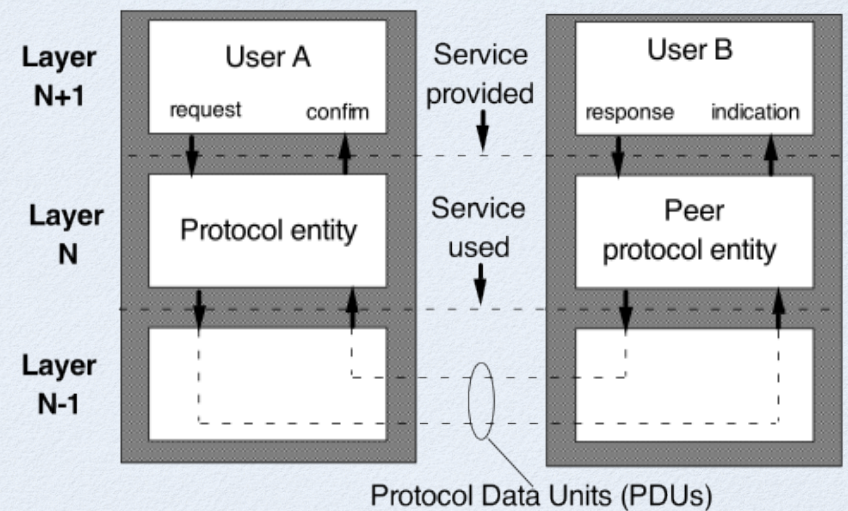 Layer
N+1
User A
request
confim
Service
provided
User B
response
indication
Layer
N
Protocol entity
Service
used
Peer
protocol entity
Layer
N-1
Protocol Data Units (PDUs)